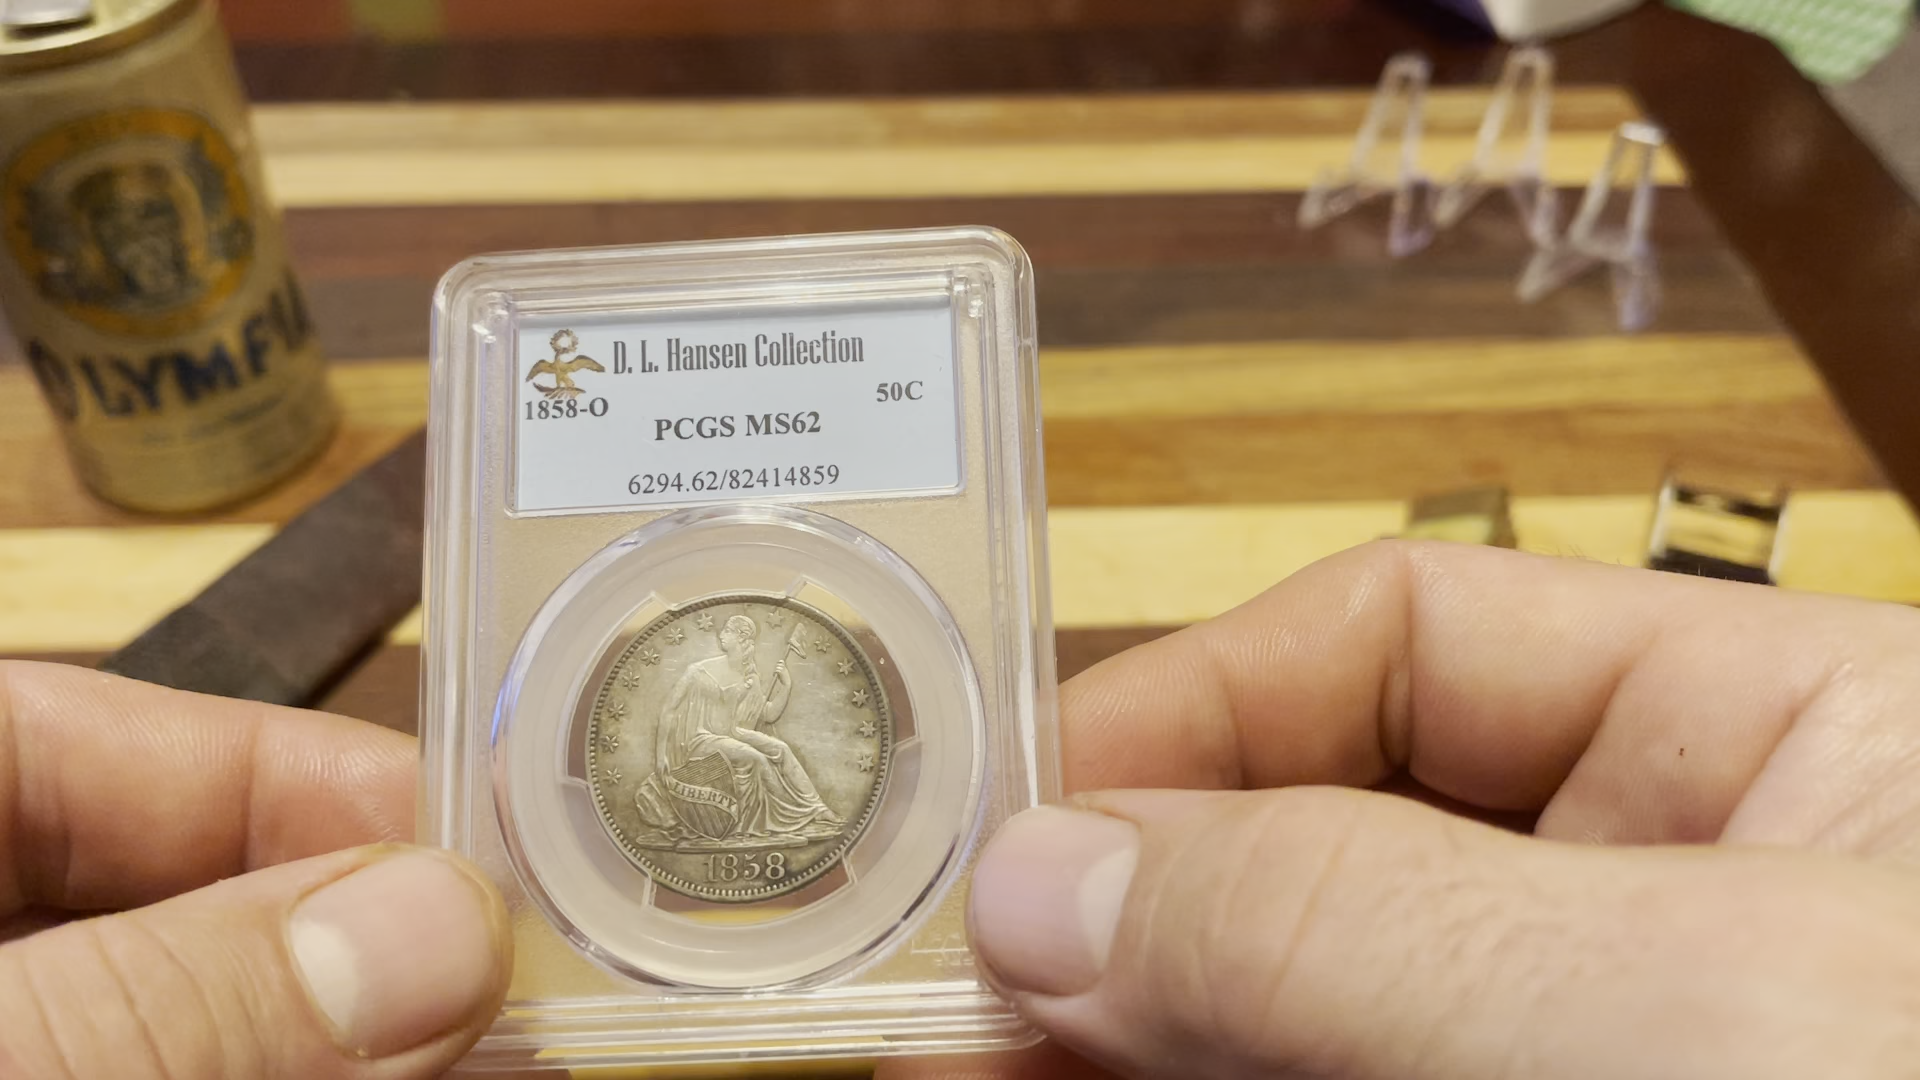 D. L. Hansen Collection
1858-O 50C
PCGS MS62
6294.62/82414859
LIBERTY
1858
OLYMPIA